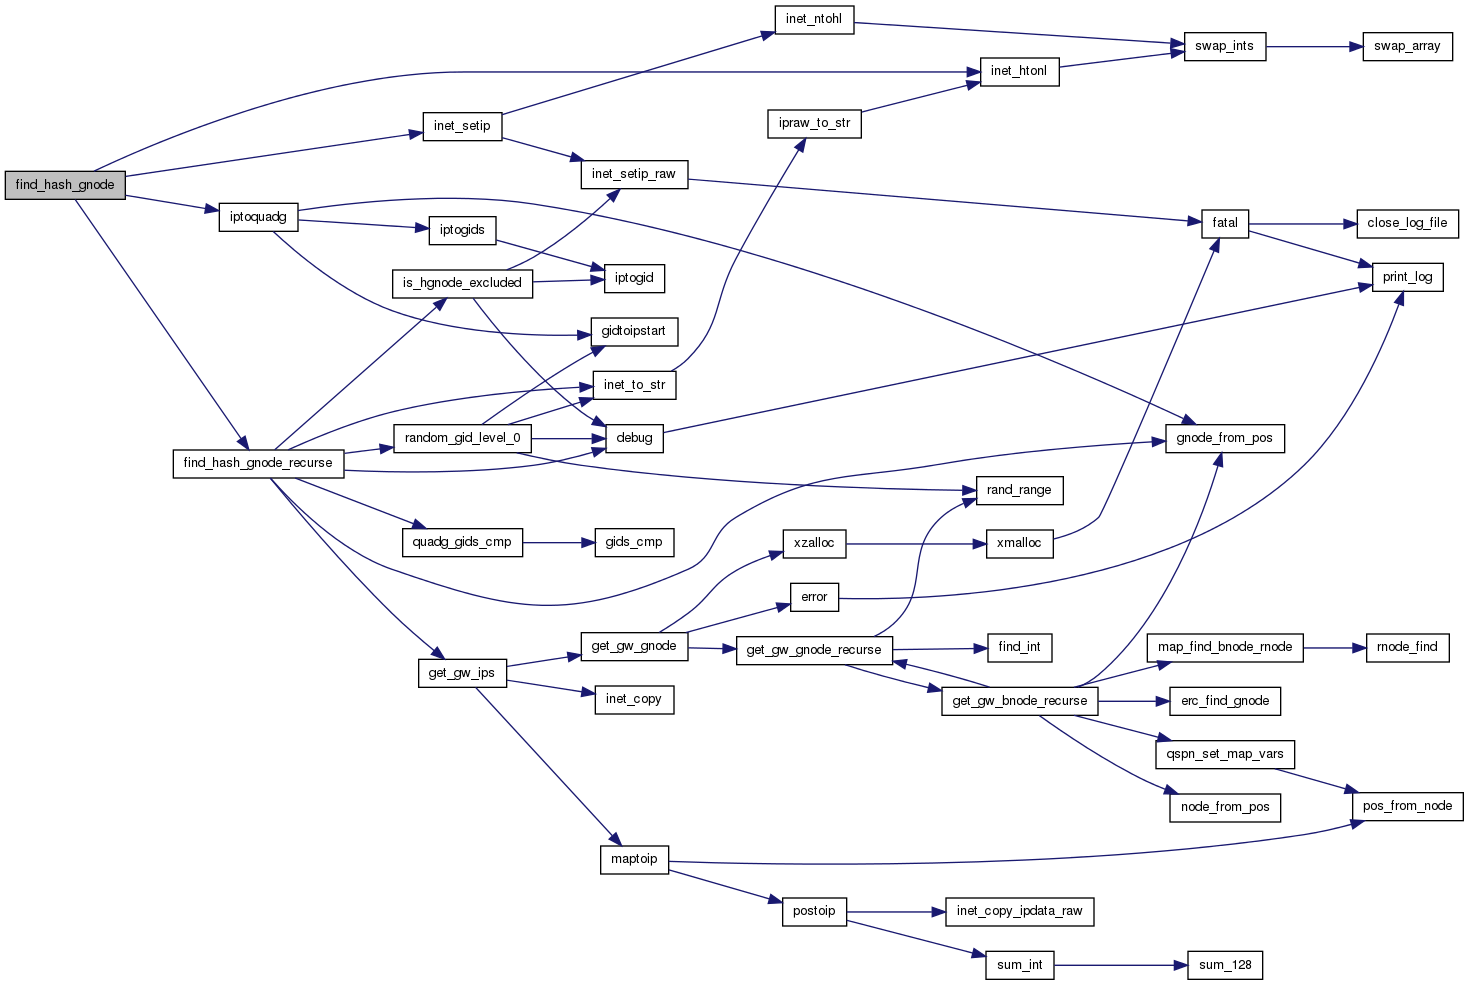 inet_ntohl
swap_ints
swap_array
inet_htonl
inet_setip
ipraw_to_str
find_hash_gnode
inet_setip_raw
iptoquadg
iptogids
fatal
close_log_file
is_hgnode_excluded
iptogid
print_log
gidtoipstart
inet_to_str
random_gid_level_0
debug
gnode_from_pos
find_hash_gnode_recurse
rand_range
quadg_gids_cmp
gids_cmp
xzalloc
xmalloc
error
get_gw_gnode
get_gw_gnode_recurse
find_int
map_find_bnode_rnode
rnode_find
get_gw_ips
inet_copy
get_gw_bnode_recurse
erc_find_gnode
qspn_set_map_vars
node_from_pos
pos_from_node
maptoip
postoip
inet_copy_ipdata_raw
sum_int
sum_128